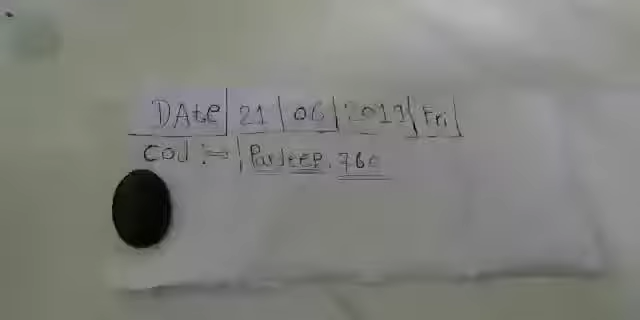 DAte | 21 | 06 | 2019 | Fri |
COd :- | Pardeep.760